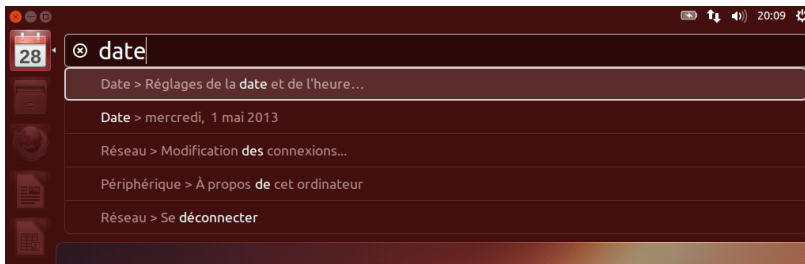 20:09
28
date
Date > Réglages de la date et de l'heure…
Date > mercredi, 1 mai 2013
Réseau > Modification des connexions...
Périphérique > À propos de cet ordinateur
Réseau > Se déconnecter